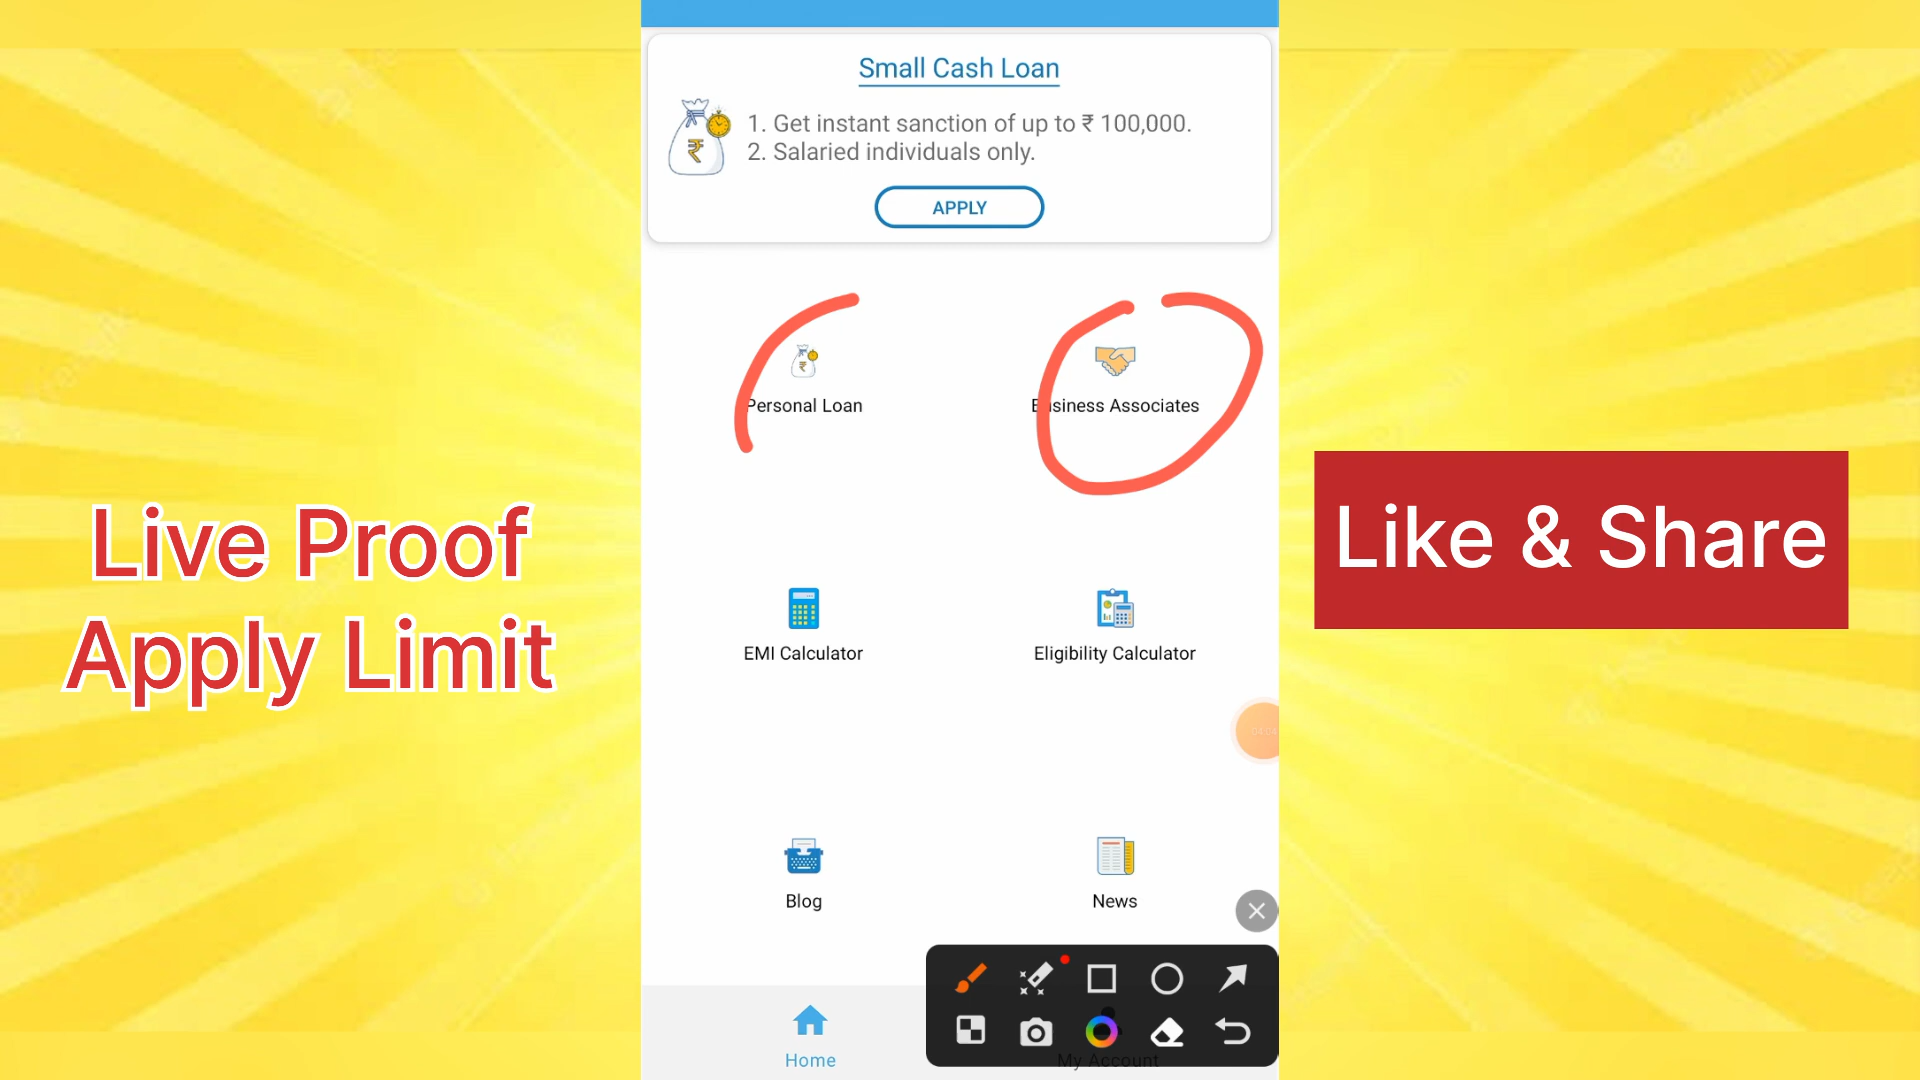 Small Cash Loan
1. Get instant sanction of up to ₹ 100,000.
2. Salaried individuals only.
APPLY
Personal Loan
Business Associates
Live Proof
Apply Limit
Like & Share
EMI Calculator
Eligibility Calculator
Blog
News
Home
My Account